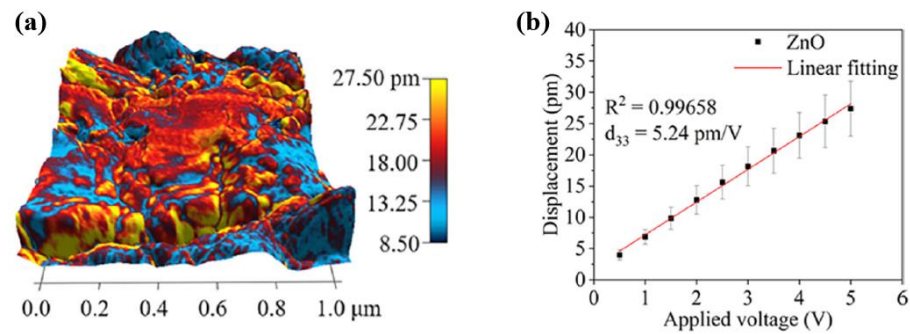 (a)
27.50 pm
22.75
18.00
13.25
8.50
0.0 0.2 0.4 0.6 0.8 1.0 μm
(b)
40
35
30
25
20
15
10
5
0
Displacement (pm)
ZnO
Linear fitting
R² = 0.99658
d₃₃ = 5.24 pm/V
0 1 2 3 4 5 6
Applied voltage (V)